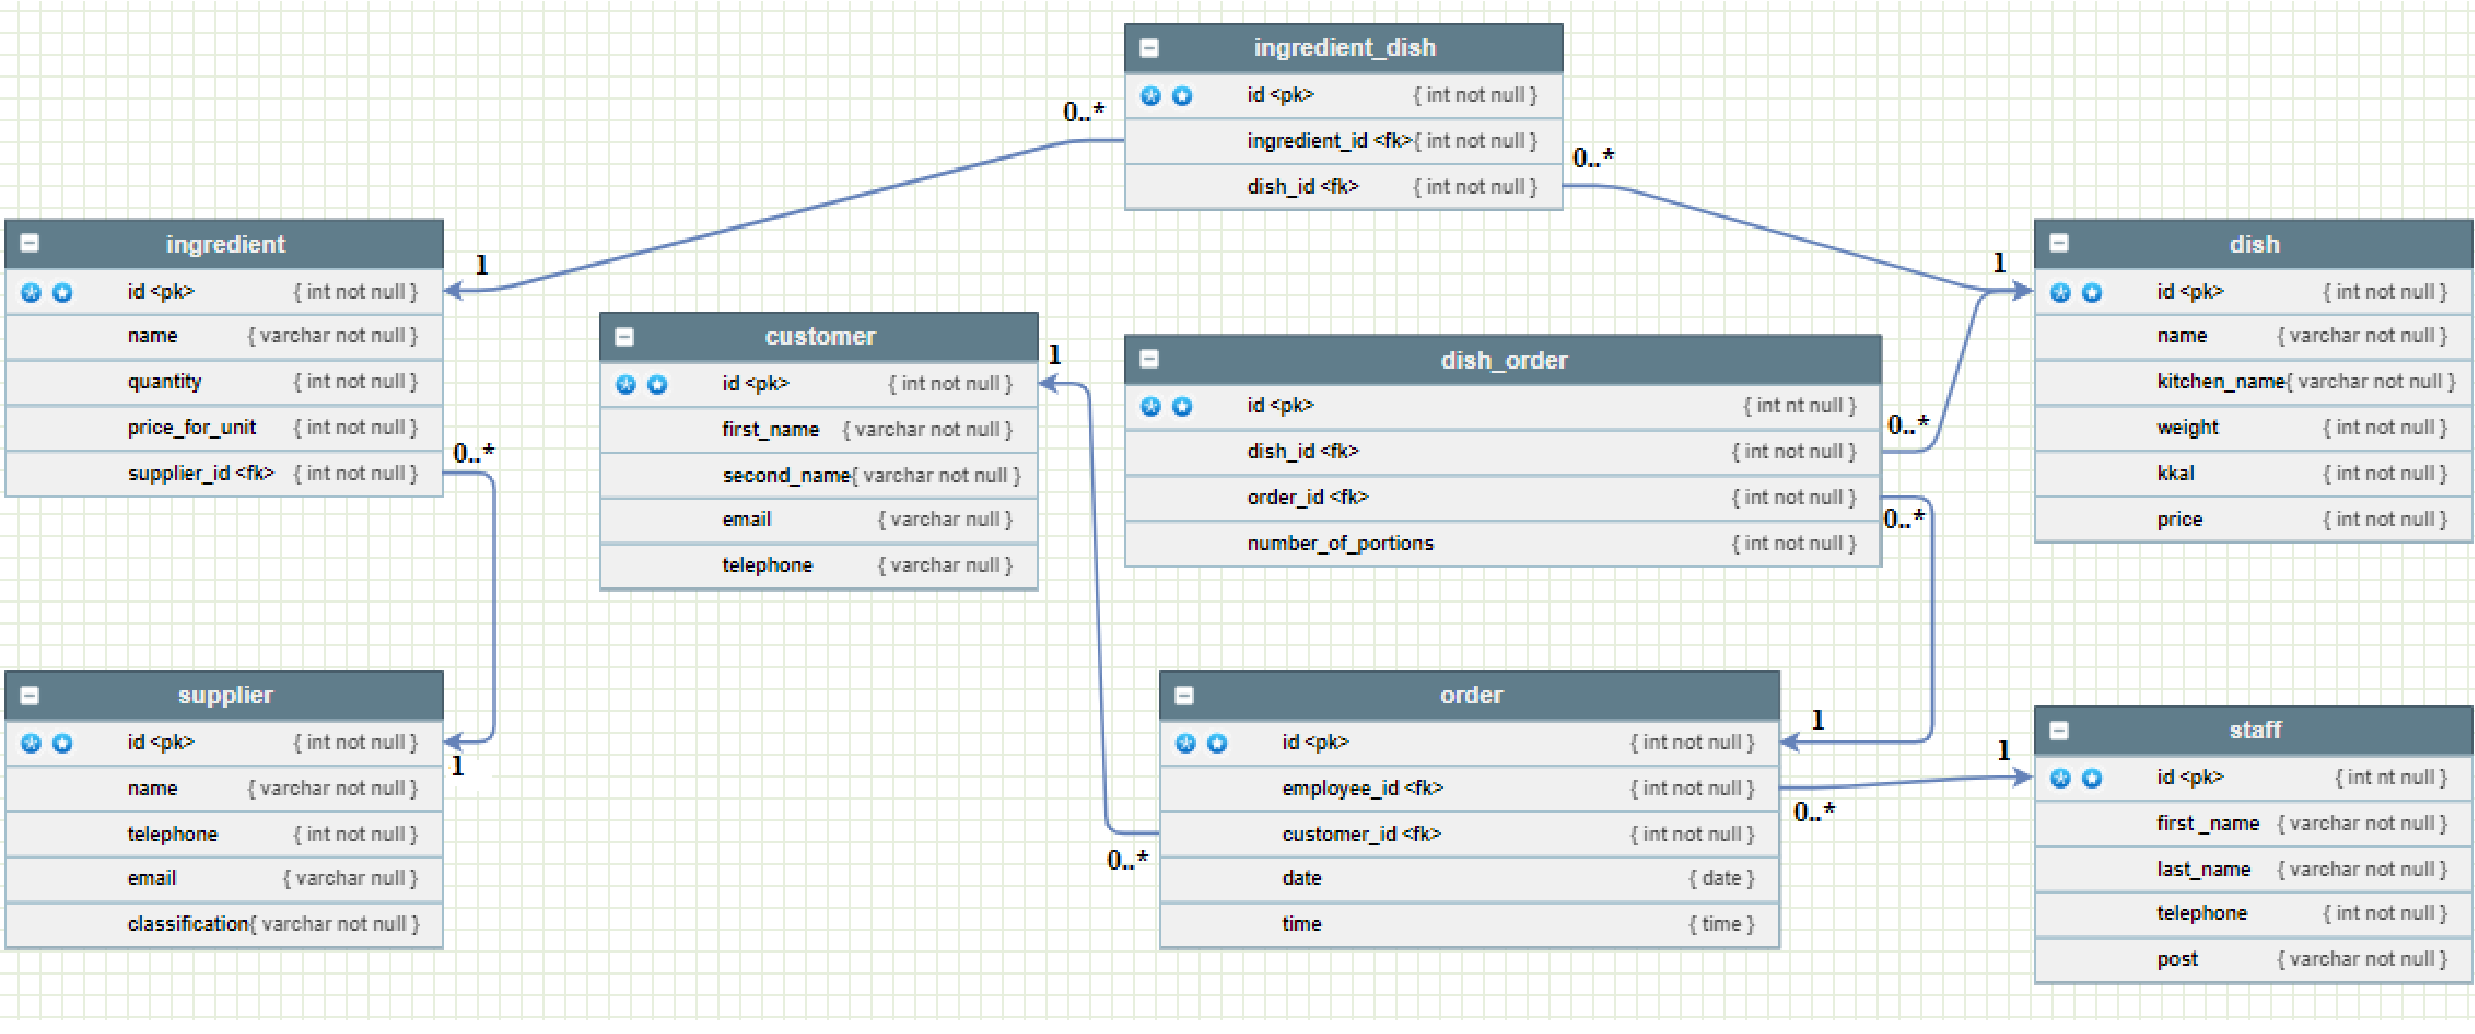 ingredient_dish
id <pk> { int not null }
ingredient_id <fk>{ int not null }
dish_id <fk> { int not null }
0..*
0..*
1
1
ingredient
id <pk> { int not null }
name { varchar not null }
quantity { int not null }
price_for_unit { int not null }
supplier_id <fk> { int not null }
0..*
customer
id <pk> { int not null }
first_name { varchar not null }
second_name{ varchar not null }
email { varchar null }
telephone { varchar null }
1
dish_order
id <pk> { int nt null }
dish_id <fk> { int not null }
order_id <fk> { int not null }
number_of_portions { int not null }
0..*
0..*
dish
id <pk> { int not null }
name { varchar not null }
kitchen_name{ varchar not null }
weight { int not null }
kkal { int not null }
price { int not null }
supplier
id <pk> { int not null }
name { varchar not null }
telephone { int not null }
email { varchar null }
classification{ varchar not null }
1
order
id <pk> { int not null }
employee_id <fk> { int not null }
customer_id <fk> { int not null }
date { date }
time { time }
0..*
1
0..*
1
staff
id <pk> { int nt null }
first _name { varchar not null }
last_name { varchar not null }
telephone { int not null }
post { varchar not null }